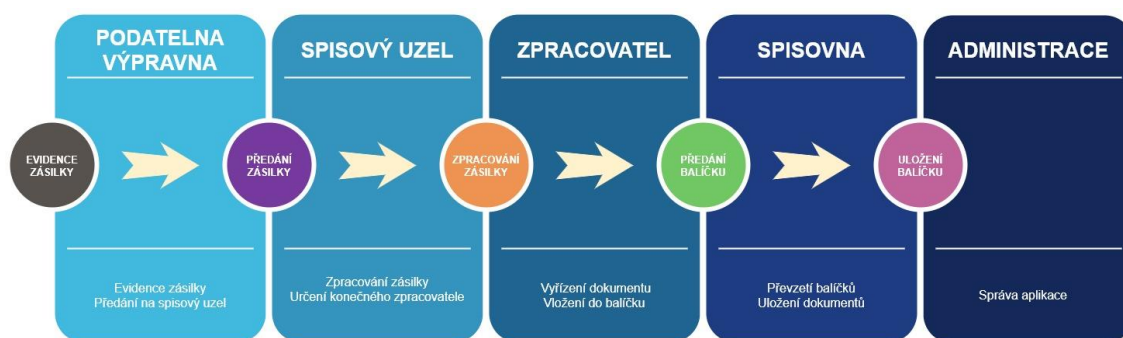 PODATELNA
VÝPRAVNA
SPISOVÝ UZEL
ZPRACOVATEL
SPISOVNA
ADMINISTRACE
EVIDENCE
ZÁSILKY
PŘEDÁNÍ
ZÁSILKY
ZPRACOVÁNÍ
ZÁSILKY
PŘEDÁNÍ
BALÍČKU
ULOŽENÍ
BALÍČKU
Evidence zásilky
Předání na spisový uzel
Zpracování zásilky
Určení konečného zpracovatele
Vyřízení dokumentu
Vložení do balíčku
Převzetí balíčků
Uložení dokumentů
Správa aplikace